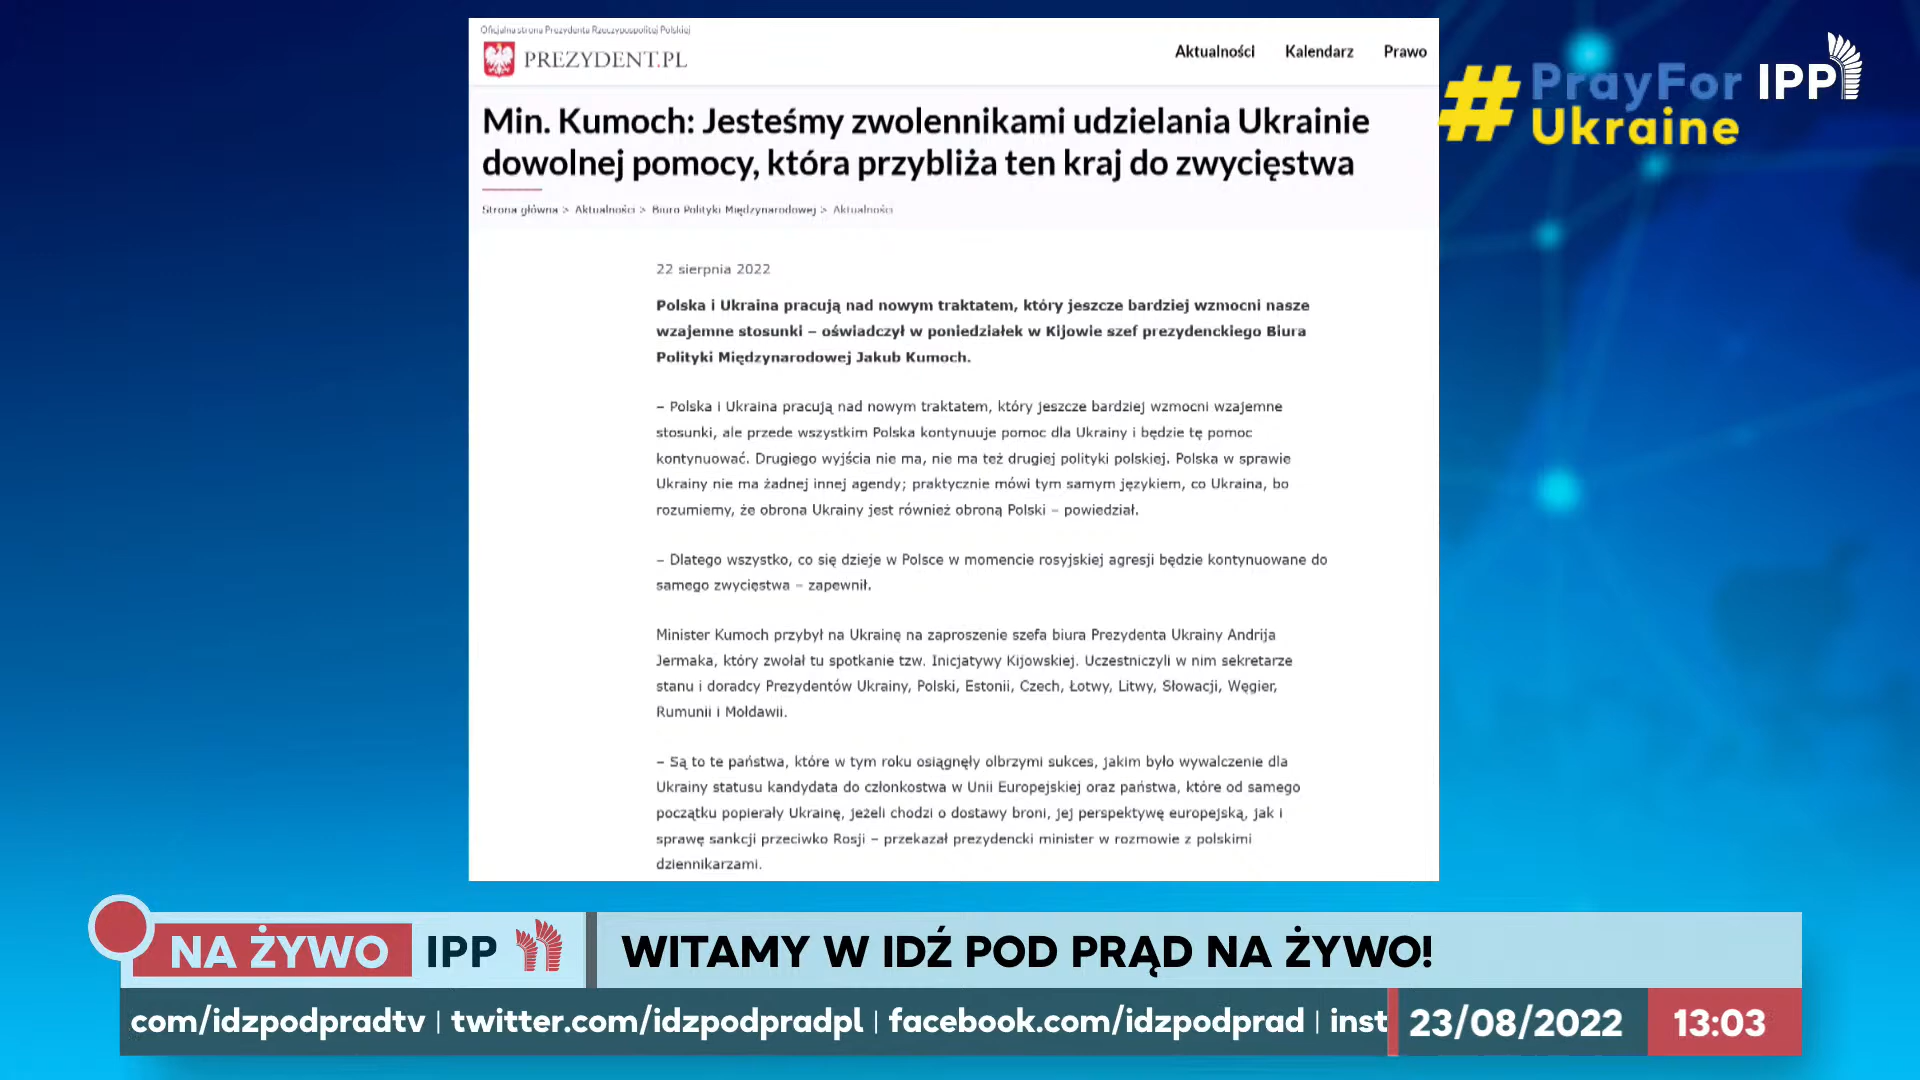 Oficjalna strona Prezydenta Rzeczypospolitej Polskiej
PREZYDENT.PL
Aktualności Kalendarz Prawo
#PrayFor
Ukraine
IPP
Min. Kumoch: Jesteśmy zwolennikami udzielania Ukrainie
dowolnej pomocy, która przybliża ten kraj do zwycięstwa
Strona główna > Aktualności > Biuro Polityki Międzynarodowej > Aktualności
22 sierpnia 2022
Polska i Ukraina pracują nad nowym traktatem, który jeszcze bardziej wzmocni nasze
wzajemne stosunki – oświadczył w poniedziałek w Kijowie szef prezydenckiego Biura
Polityki Międzynarodowej Jakub Kumoch.
– Polska i Ukraina pracują nad nowym traktatem, który jeszcze bardziej wzmocni wzajemne
stosunki, ale przede wszystkim Polska kontynuuje pomoc dla Ukrainy i będzie tę pomoc
kontynuować. Drugiego wyjścia nie ma, nie ma też drugiej polityki polskiej. Polska w sprawie
Ukrainy nie ma żadnej innej agendy; praktycznie mówi tym samym językiem, co Ukraina, bo
rozumiemy, że obrona Ukrainy jest również obroną Polski – powiedział.
– Dlatego wszystko, co się dzieje w Polsce w momencie rosyjskiej agresji będzie kontynuowane do
samego zwycięstwa – zapewnił.
Minister Kumoch przybył na Ukrainę na zaproszenie szefa biura Prezydenta Ukrainy Andrija
Jermaka, który zwołał tu spotkanie tzw. Inicjatywy Kijowskiej. Uczestniczyli w nim sekretarze
stanu i doradcy Prezydentów Ukrainy, Polski, Estonii, Czech, Łotwy, Litwy, Słowacji, Węgier,
Rumunii i Mołdawii.
– Są to te państwa, które w tym roku osiągnęły olbrzymi sukces, jakim było wywalczenie dla
Ukrainy statusu kandydata do członkostwa w Unii Europejskiej oraz państwa, które od samego
początku popierały Ukrainę, jeżeli chodzi o dostawy broni, jej perspektywę europejską, jak i
sprawę sankcji przeciwko Rosji – przekazał prezydencki minister w rozmowie z polskimi
dziennikarzami.
NA ŻYWO IPP
WITAMY W IDŹ POD PRĄD NA ŻYWO!
com/idzpodpradtv | twitter.com/idzpodpradpl | facebook.com/idzpodprad | inst
23/08/2022 13:03